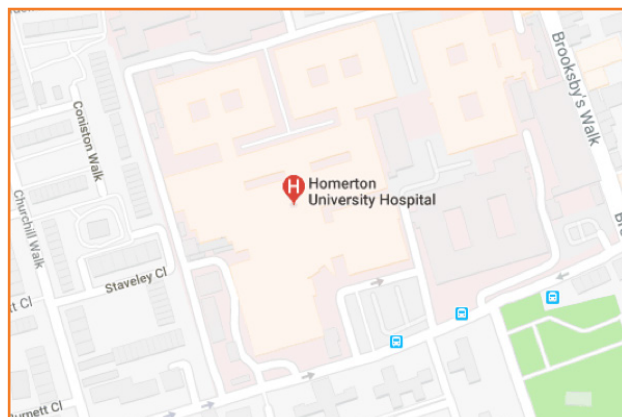 Brooksby's Walk
Coniston Walk
H
Homerton
University Hospital
Churchill Walk
Staveley Cl